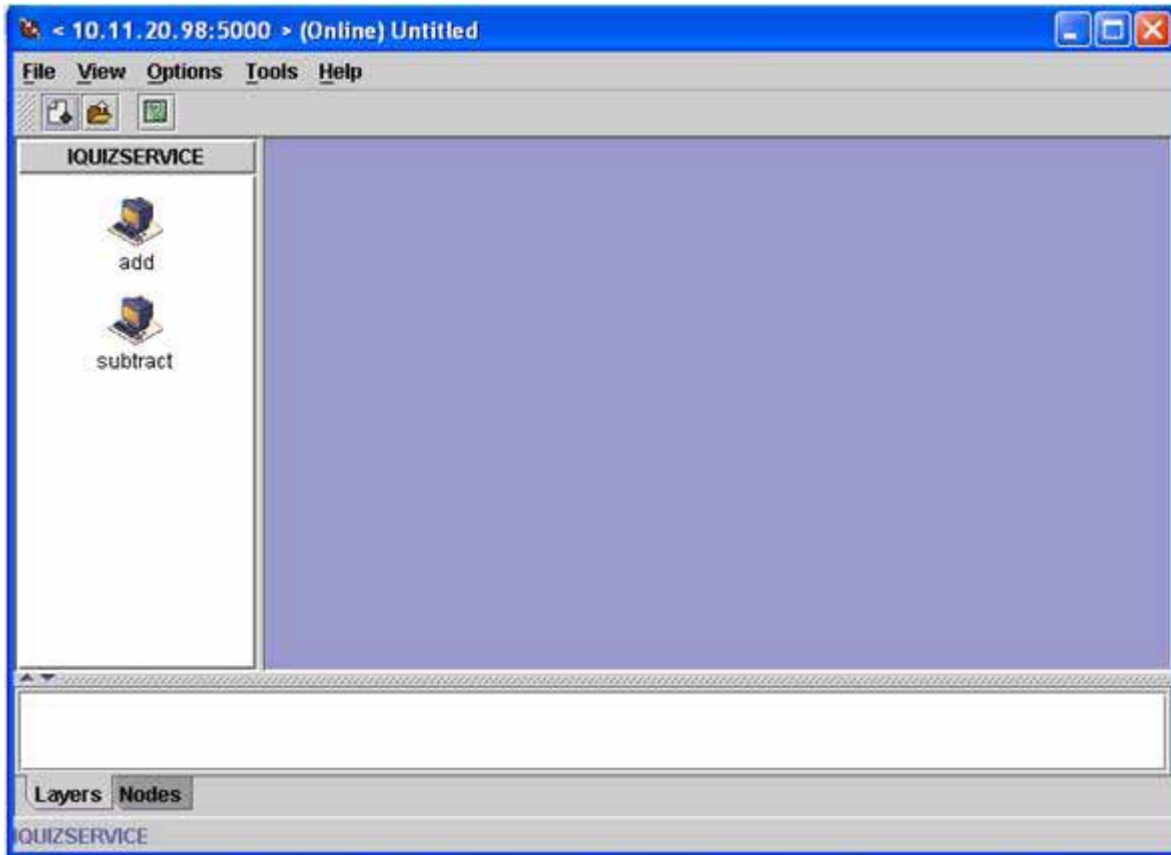 < 10.11.20.98:5000 > (Online) Untitled
File View Options Tools Help
IQUIZSERVICE
add
subtract
Layers Nodes
IQUIZSERVICE